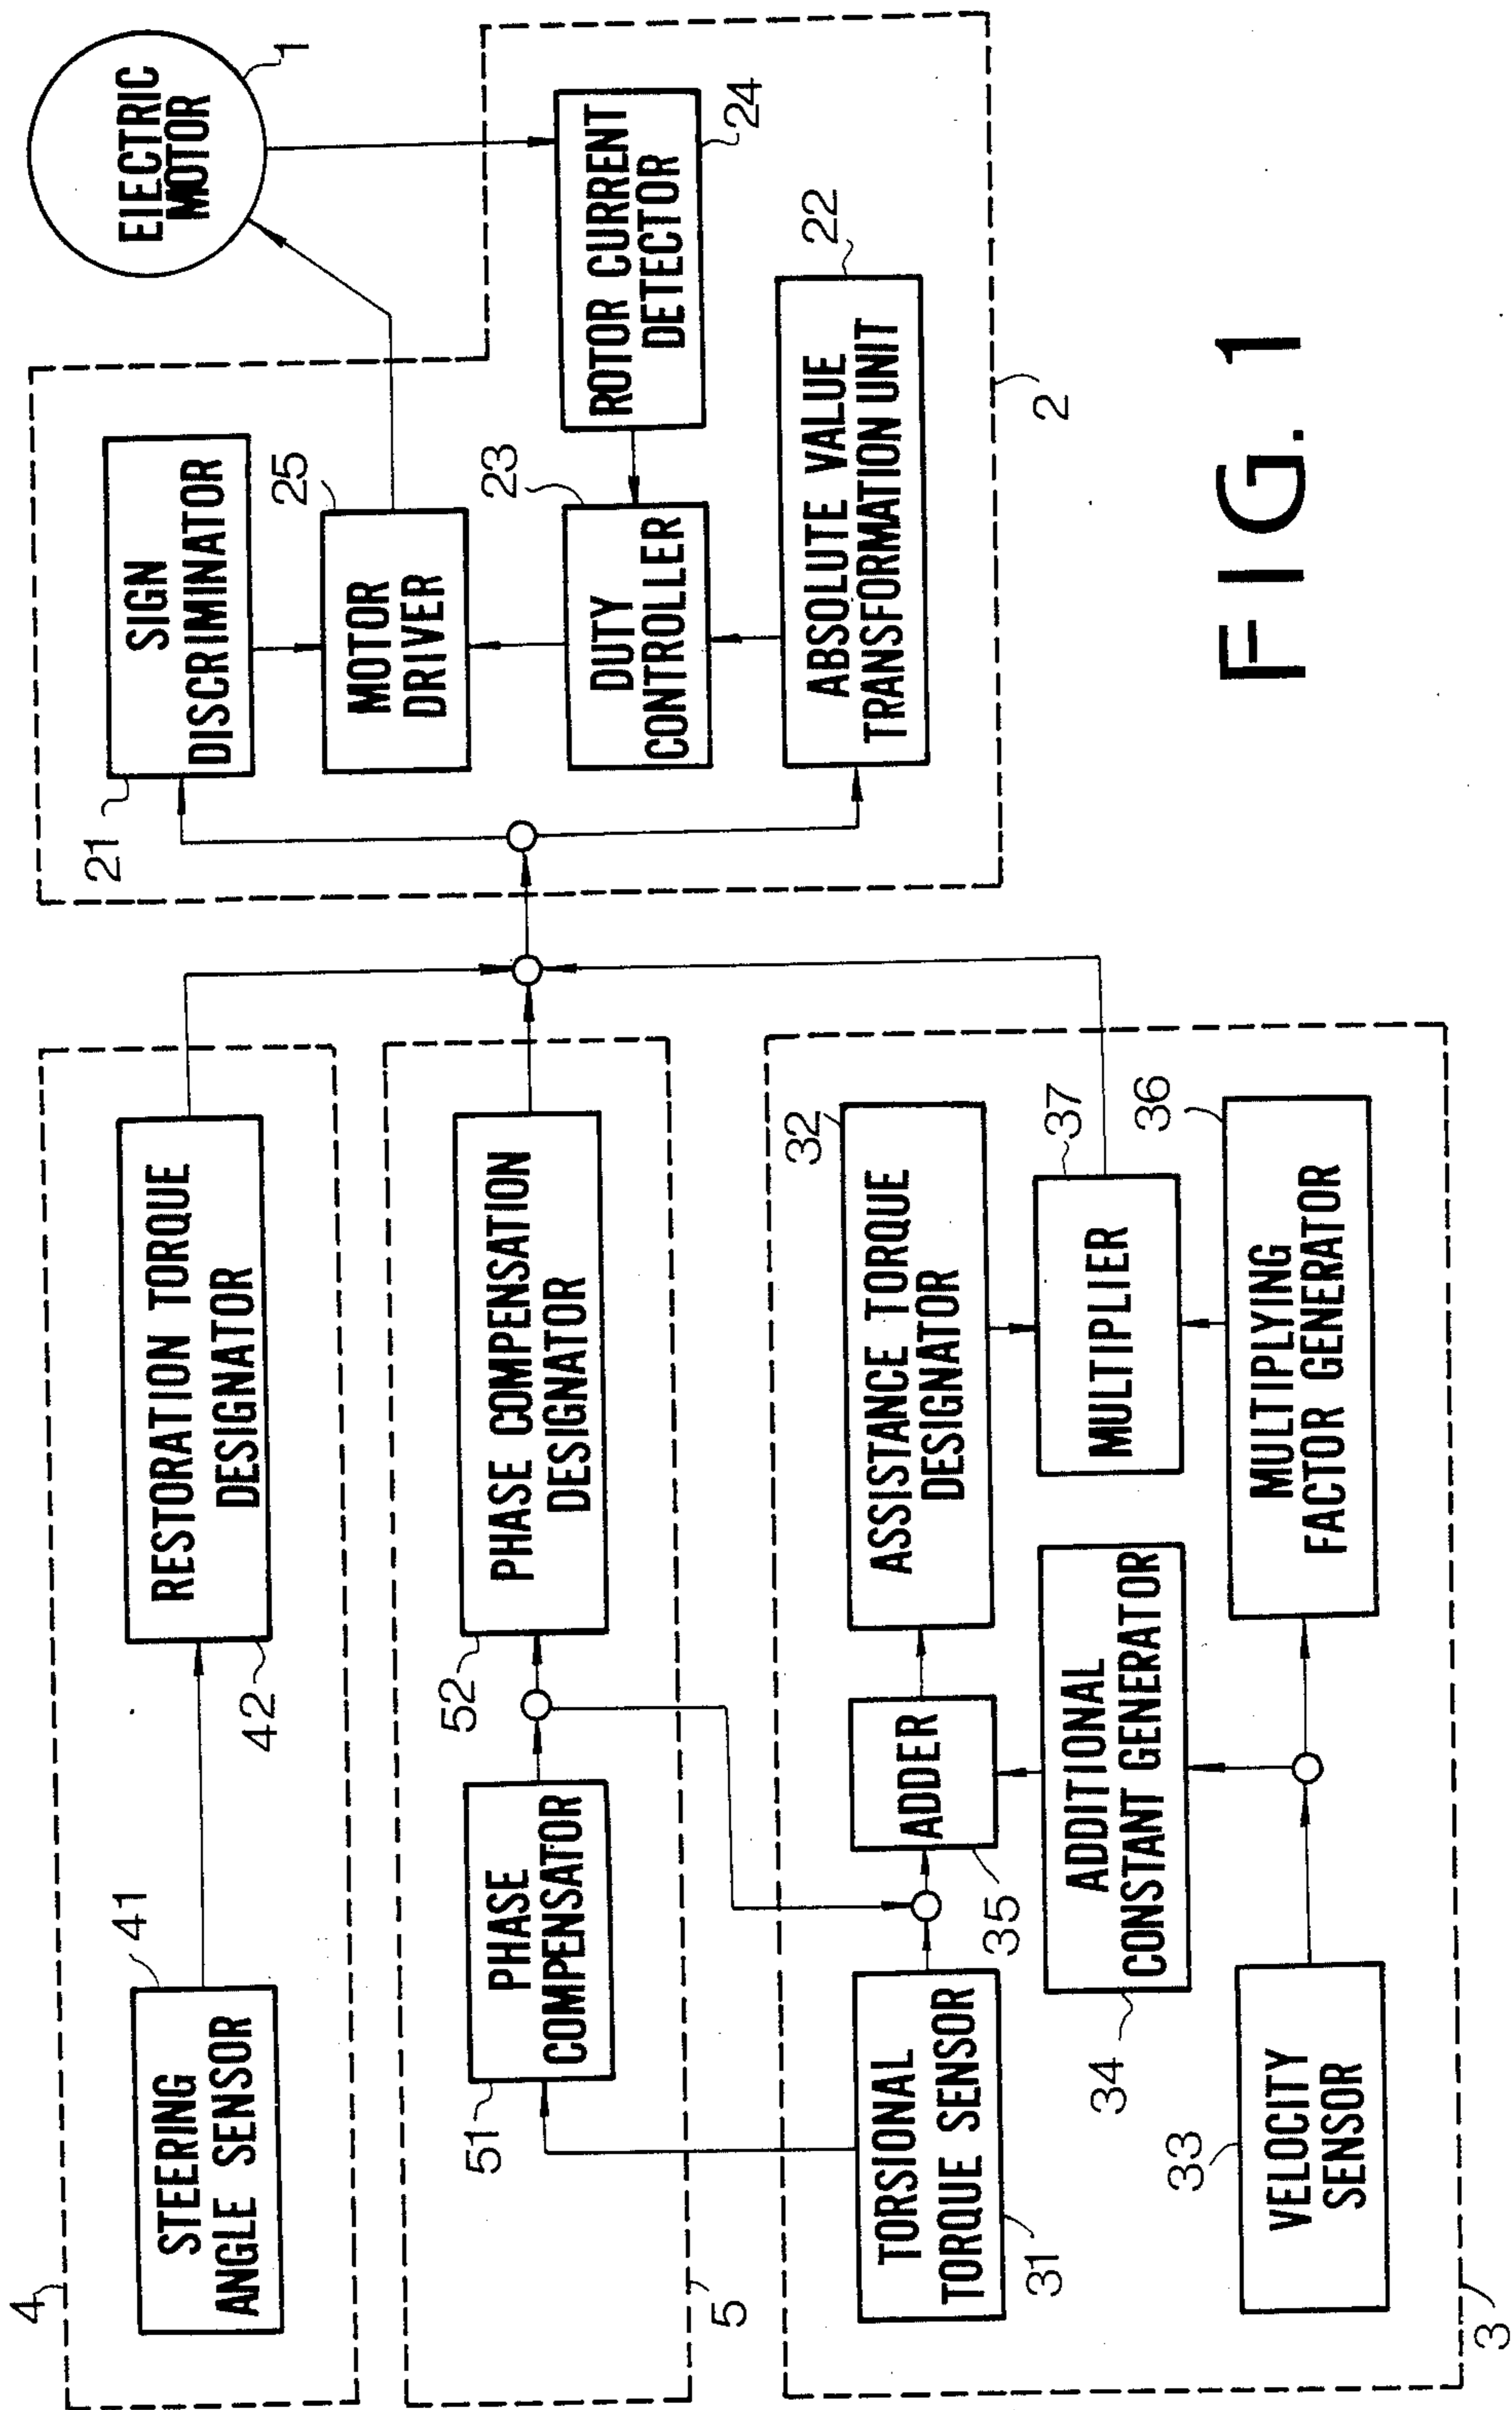 4
STEERING
ANGLE SENSOR
41
RESTORATION TORQUE
DESIGNATOR
42
5
PHASE
COMPENSATOR
51
PHASE COMPENSATION
DESIGNATOR
52
3
TORSIONAL
TORQUE SENSOR
31
ADDER
35
ASSISTANCE TORQUE
DESIGNATOR
32
ADDITIONAL
CONSTANT GENERATOR
34
MULTIPLIER
37
VELOCITY
SENSOR
33
MULTIPLYING
FACTOR GENERATOR
36
2
SIGN
DISCRIMINATOR
21
MOTOR
DRIVER
25
DUTY
CONTROLLER
23
ROTOR CURRENT
DETECTOR
24
ABSOLUTE VALUE
TRANSFORMATION UNIT
22
ELECTRIC
MOTOR
1
FIG. 1